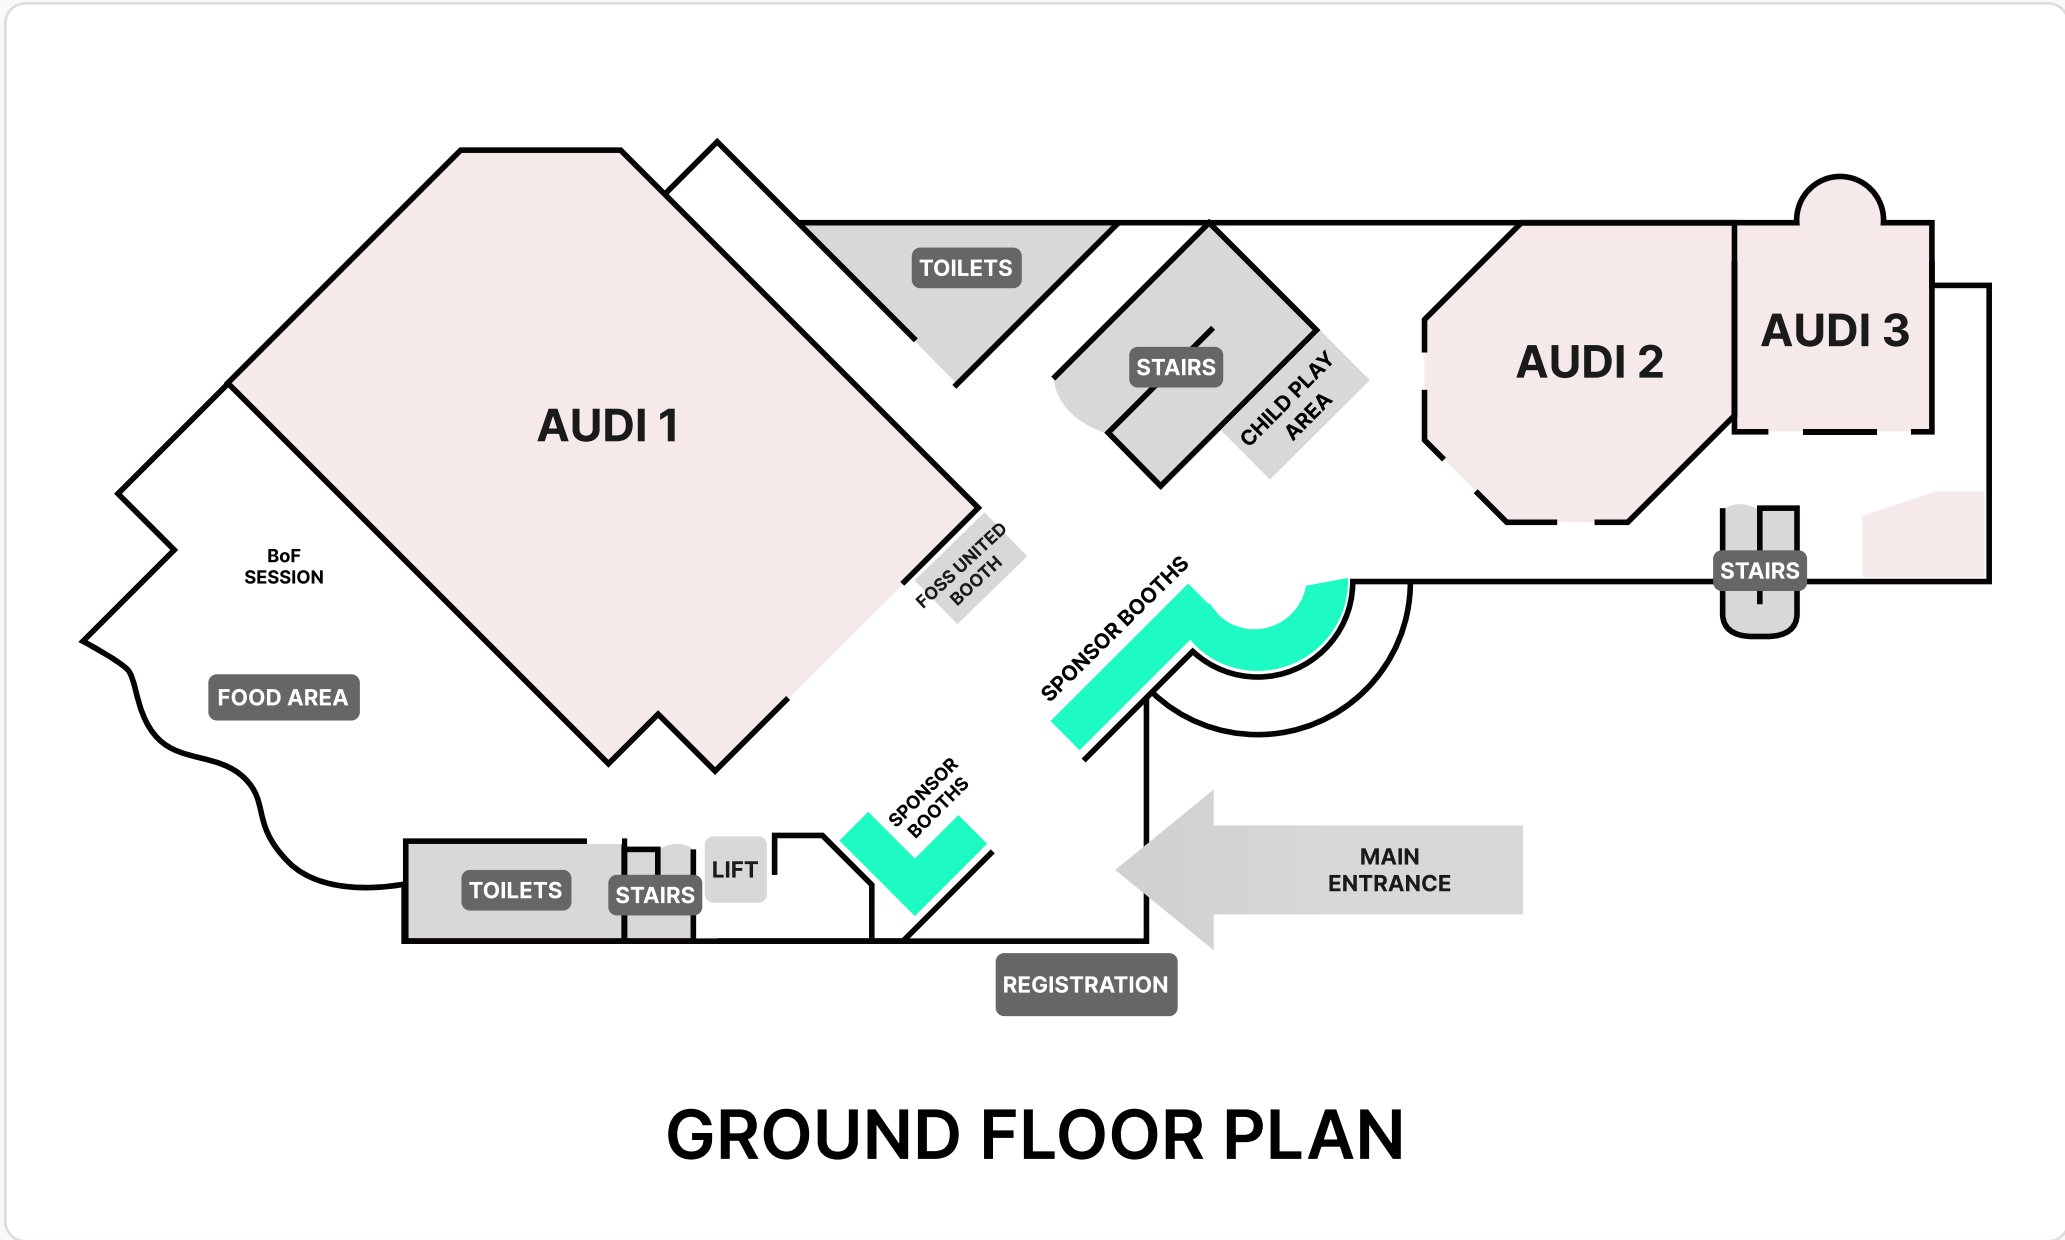 TOILETS
AUDI 3
STAIRS
AUDI 2
CHILD PLAY
AREA
AUDI 1
FOSS UNITED
BOOTH
BoF
SESSION
STAIRS
SPONSOR BOOTHS
FOOD AREA
SPONSOR
BOOTHS
LIFT
TOILETS
STAIRS
MAIN
ENTRANCE
REGISTRATION
GROUND FLOOR PLAN